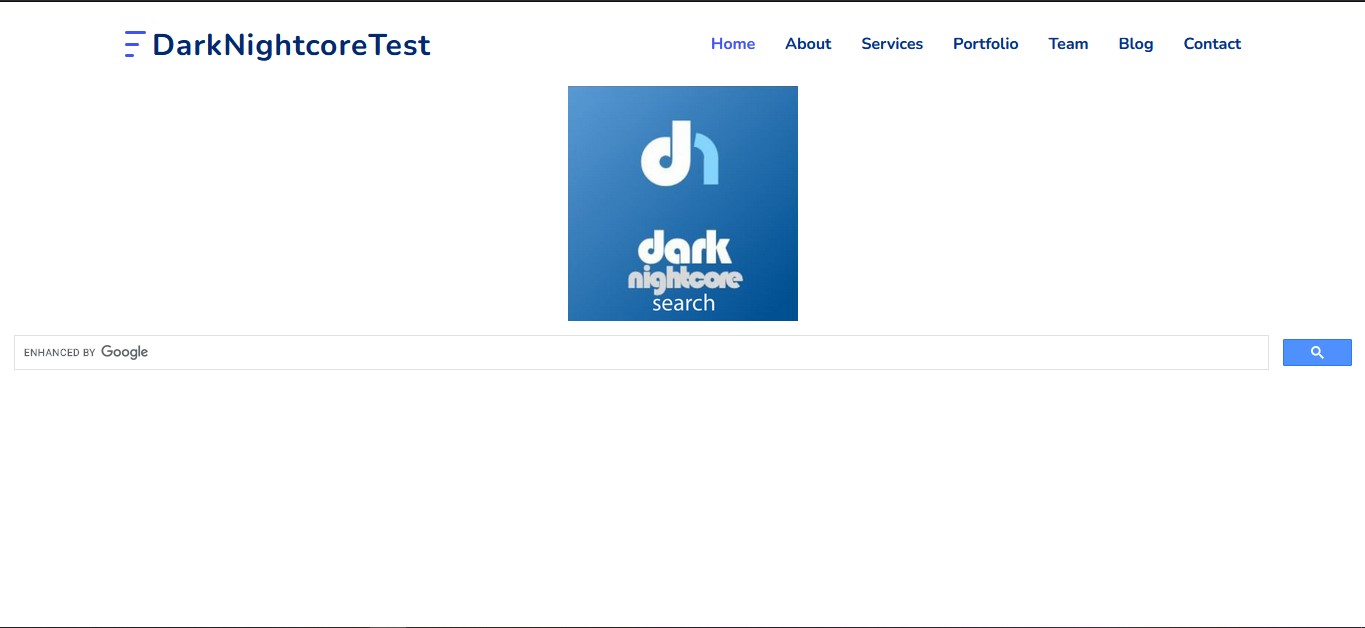 DarkNightcoreTest
Home About Services Portfolio Team Blog Contact
dn
dark
nightcore
search
ENHANCED BY Google